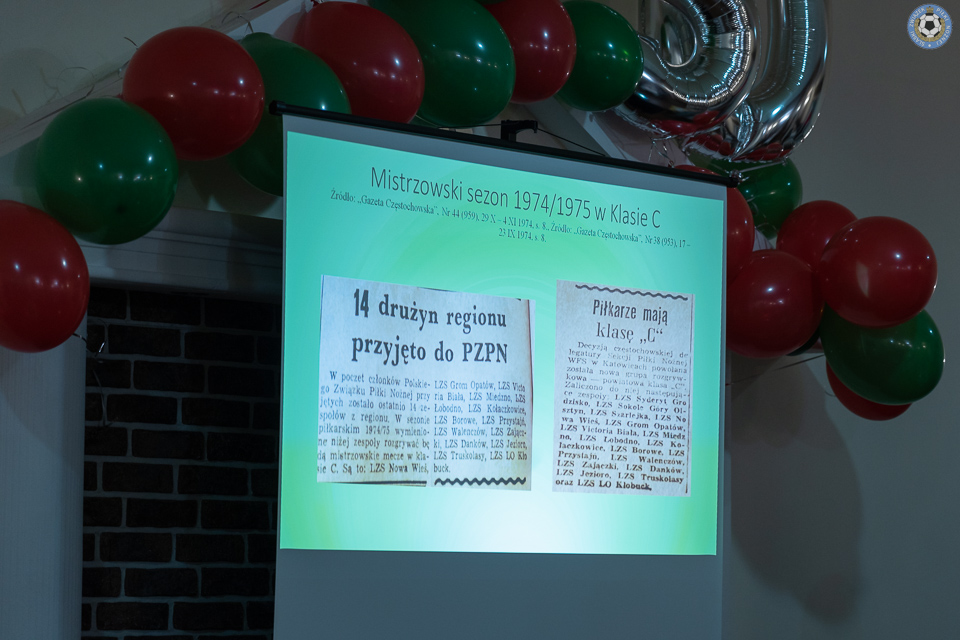 Mistrzowski sezon 1974/1975 w Klasie C
Źródło: „Gazeta Częstochowska”, Nr 44 (959), 29 X – 4 XI 1974, s. 8., Źródło: „Gazeta Częstochowska”, Nr 38 (953), 17 –
23 IX 1974, s. 8.
14 drużyn regionu
przyjęto do PZPN
W poczet członków Polskie-
go Związku Piłki Nożnej przy
jętych zostało ostatnio 14 ze-
społów z regionu. W sezonie
piłkarskim 1974/75 wymienio-
ne niżej zespoły rozgrywać bę
dą mistrzowskie mecze w kla-
sie C. Są to: LZS Nowa Wieś,
LZS Grom Opatów, LZS Victo
ria Biała, LZS Miedzno, LZS
Łobodno, LZS Kołaczkowice,
LZS Borowe, LZS Przystajń,
LZS Walenczów, LZS Zającz-
ki, LZS Danków, LZS Jezioro,
LZS Truskolasy, LZS LO Kło
buck.
Piłkarze mają
klasę „C”
Decyzją częstochowskiej de
legatury Sekcji Piłki Nożnej
WFS w Katowicach powołana
została nowa grupa rozgryw-
kowa — powiatowa klasa „C”.
Zaliczono do niej następują-
ce zespoły: LZS Syderyt Gro
dzisko, LZS Sokole Góry Ol-
sztyn, LZS Szarlejka, LZS No
wa Wieś, LZS Grom Opatów,
LZS Victoria Biała, LZS Miedz
no, LZS Łobodno, LZS Ko-
łaczkowice, LZS Borowe, LZS
Przystajń, LZS Walenczów,
LZS Zajączki, LZS Danków,
LZS Jezioro, LZS Truskolasy
oraz LZS LO Kłobuck.